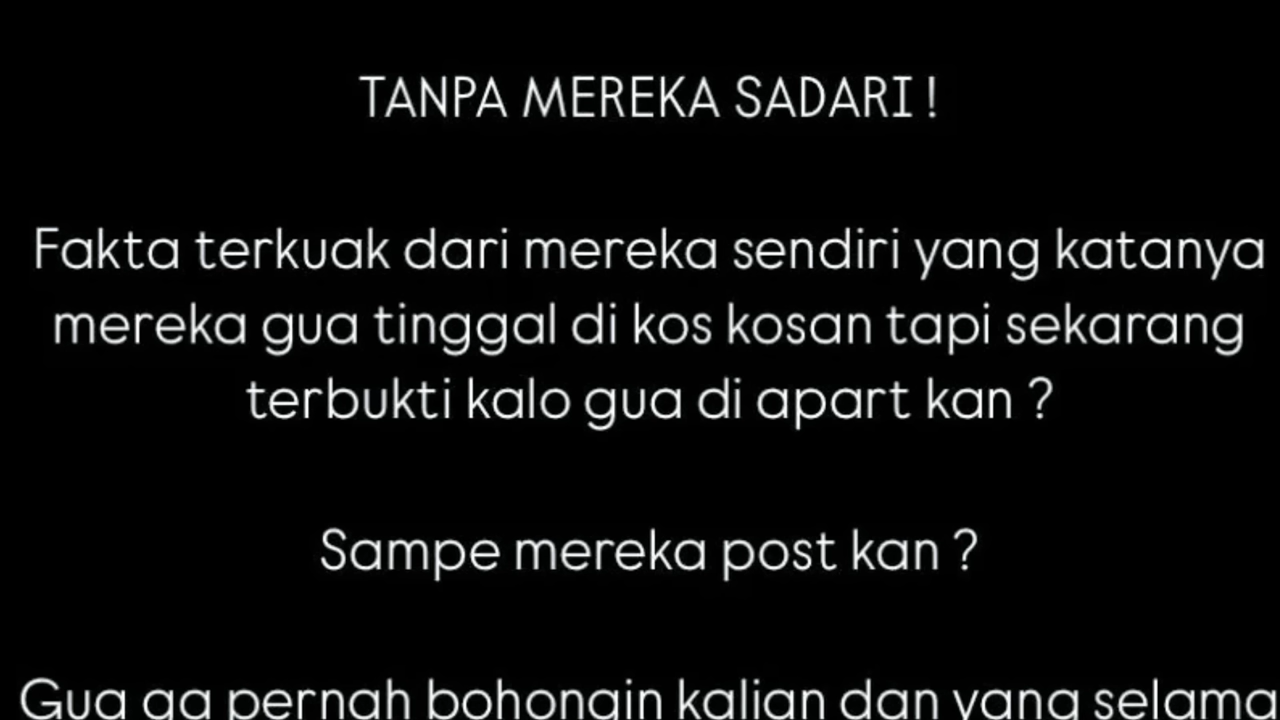 TANPA MEREKA SADARI !
Fakta terkuak dari mereka sendiri yang katanya
mereka gua tinggal di kos kosan tapi sekarang
terbukti kalo gua di apart kan ?
Sampe mereka post kan ?
Gua ga pernah bohongin kalian dan yang selama